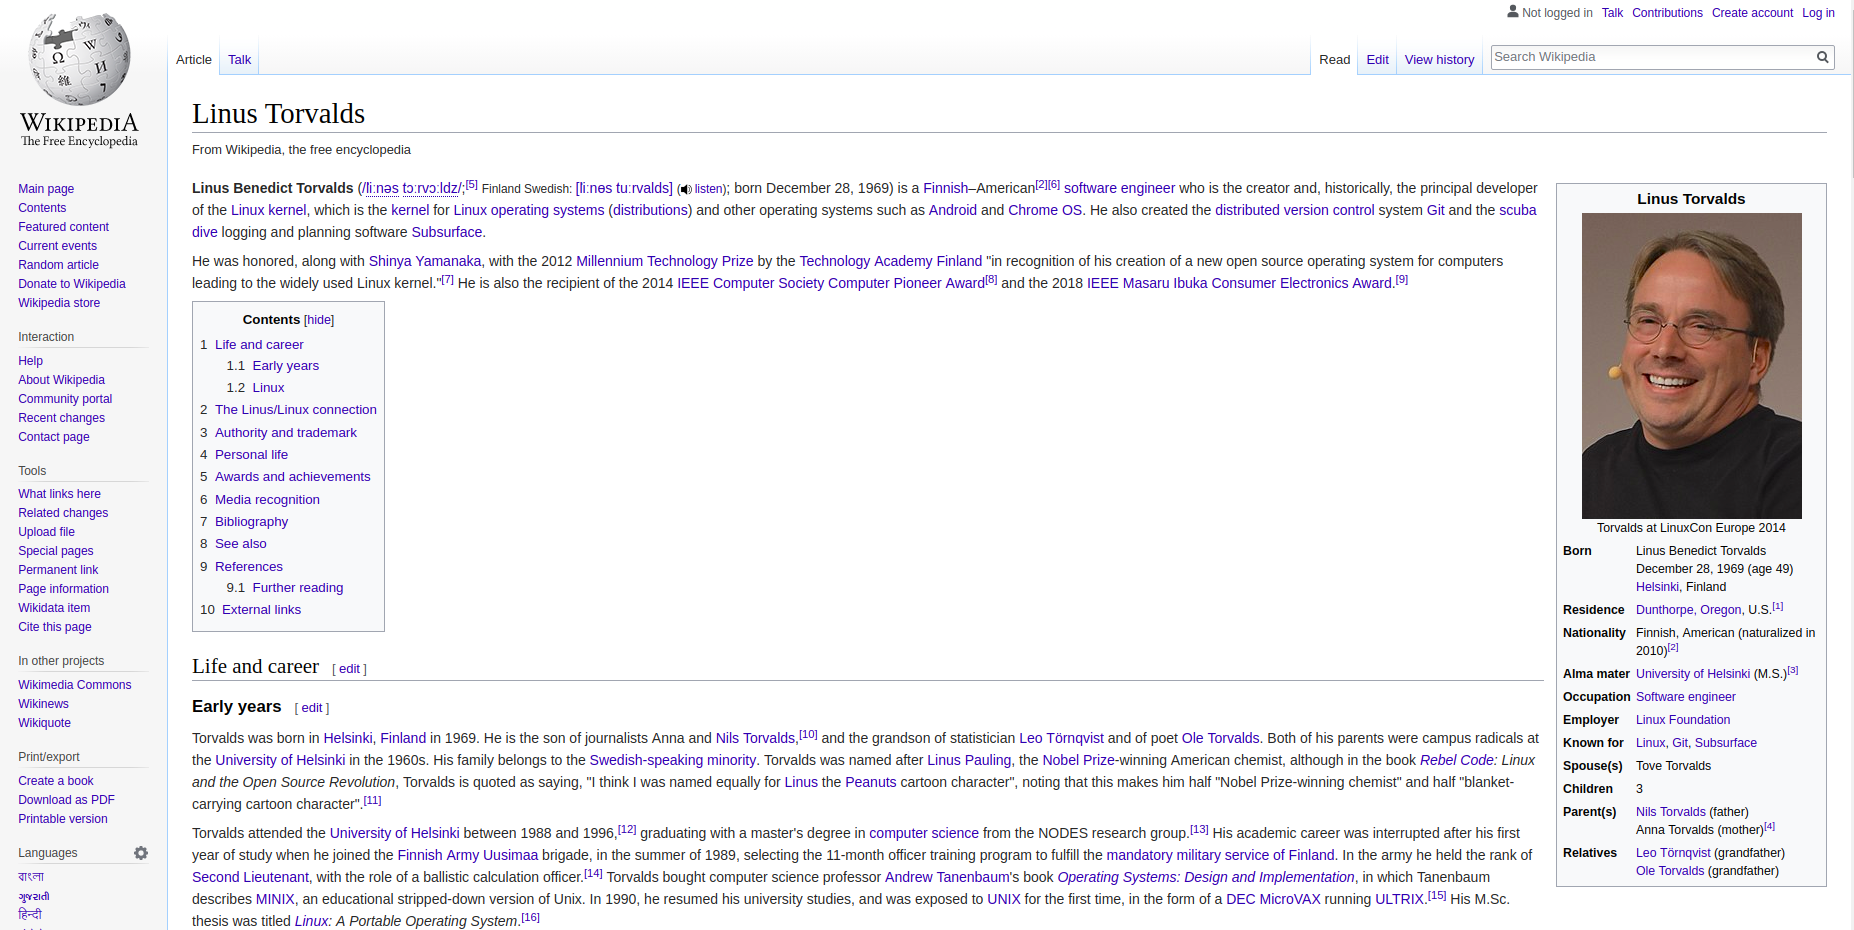 Not logged in Talk Contributions Create account Log in
Article Talk Read Edit View history Search Wikipedia
WIKIPEDIA
The Free Encyclopedia
Main page
Contents
Featured content
Current events
Random article
Donate to Wikipedia
Wikipedia store
Interaction
Help
About Wikipedia
Community portal
Recent changes
Contact page
Tools
What links here
Related changes
Upload file
Special pages
Permanent link
Page information
Wikidata item
Cite this page
In other projects
Wikimedia Commons
Wikinews
Wikiquote
Print/export
Create a book
Download as PDF
Printable version
Languages
বাংলা
ગુજરાતી
हिन्दी
Linus Torvalds
From Wikipedia, the free encyclopedia
Linus Benedict Torvalds (/ˈliːnəs ˈtɔːrvɔːldz/;[5] Finland Swedish: [ˈliːnɵs ˈtuːrvalds] (listen); born December 28, 1969) is a Finnish–American[2][6] software engineer who is the creator and, historically, the principal developer
of the Linux kernel, which is the kernel for Linux operating systems (distributions) and other operating systems such as Android and Chrome OS. He also created the distributed version control system Git and the scuba
dive logging and planning software Subsurface.
He was honored, along with Shinya Yamanaka, with the 2012 Millennium Technology Prize by the Technology Academy Finland "in recognition of his creation of a new open source operating system for computers
leading to the widely used Linux kernel."[7] He is also the recipient of the 2014 IEEE Computer Society Computer Pioneer Award[8] and the 2018 IEEE Masaru Ibuka Consumer Electronics Award.[9]
Contents [hide]
1 Life and career
1.1 Early years
1.2 Linux
2 The Linus/Linux connection
3 Authority and trademark
4 Personal life
5 Awards and achievements
6 Media recognition
7 Bibliography
8 See also
9 References
9.1 Further reading
10 External links
Life and career [ edit ]
Early years [ edit ]
Torvalds was born in Helsinki, Finland in 1969. He is the son of journalists Anna and Nils Torvalds,[10] and the grandson of statistician Leo Törnqvist and of poet Ole Torvalds. Both of his parents were campus radicals at
the University of Helsinki in the 1960s. His family belongs to the Swedish-speaking minority. Torvalds was named after Linus Pauling, the Nobel Prize-winning American chemist, although in the book Rebel Code: Linux
and the Open Source Revolution, Torvalds is quoted as saying, "I think I was named equally for Linus the Peanuts cartoon character", noting that this makes him half "Nobel Prize-winning chemist" and half "blanket-
carrying cartoon character".[11]
Torvalds attended the University of Helsinki between 1988 and 1996,[12] graduating with a master's degree in computer science from the NODES research group.[13] His academic career was interrupted after his first
year of study when he joined the Finnish Army Uusimaa brigade, in the summer of 1989, selecting the 11-month officer training program to fulfill the mandatory military service of Finland. In the army he held the rank of
Second Lieutenant, with the role of a ballistic calculation officer.[14] Torvalds bought computer science professor Andrew Tanenbaum's book Operating Systems: Design and Implementation, in which Tanenbaum
describes MINIX, an educational stripped-down version of Unix. In 1990, he resumed his university studies, and was exposed to UNIX for the first time, in the form of a DEC MicroVAX running ULTRIX.[15] His M.Sc.
thesis was titled Linux: A Portable Operating System.[16]
Linus Torvalds
Torvalds at LinuxCon Europe 2014
Born Linus Benedict Torvalds
December 28, 1969 (age 49)
Helsinki, Finland
Residence Dunthorpe, Oregon, U.S.[1]
Nationality Finnish, American (naturalized in
2010)[2]
Alma mater University of Helsinki (M.S.)[3]
Occupation Software engineer
Employer Linux Foundation
Known for Linux, Git, Subsurface
Spouse(s) Tove Torvalds
Children 3
Parent(s) Nils Torvalds (father)
Anna Torvalds (mother)[4]
Relatives Leo Törnqvist (grandfather)
Ole Torvalds (grandfather)